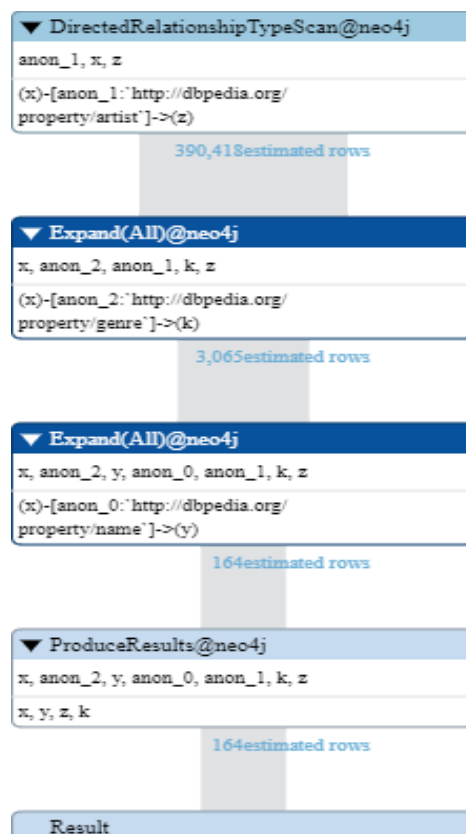 ▼ DirectedRelationshipTypeScan@neo4j
anon_1, x, z
(x)-[anon_1:`http://dbpedia.org/
property/artist`]->(z)
390,418estimated rows
▼ Expand(All)@neo4j
x, anon_2, anon_1, k, z
(x)-[anon_2:`http://dbpedia.org/
property/genre`]->(k)
3,065estimated rows
▼ Expand(All)@neo4j
x, anon_2, y, anon_0, anon_1, k, z
(x)-[anon_0:`http://dbpedia.org/
property/name`]->(y)
164estimated rows
▼ ProduceResults@neo4j
x, anon_2, y, anon_0, anon_1, k, z
x, y, z, k
164estimated rows
Result